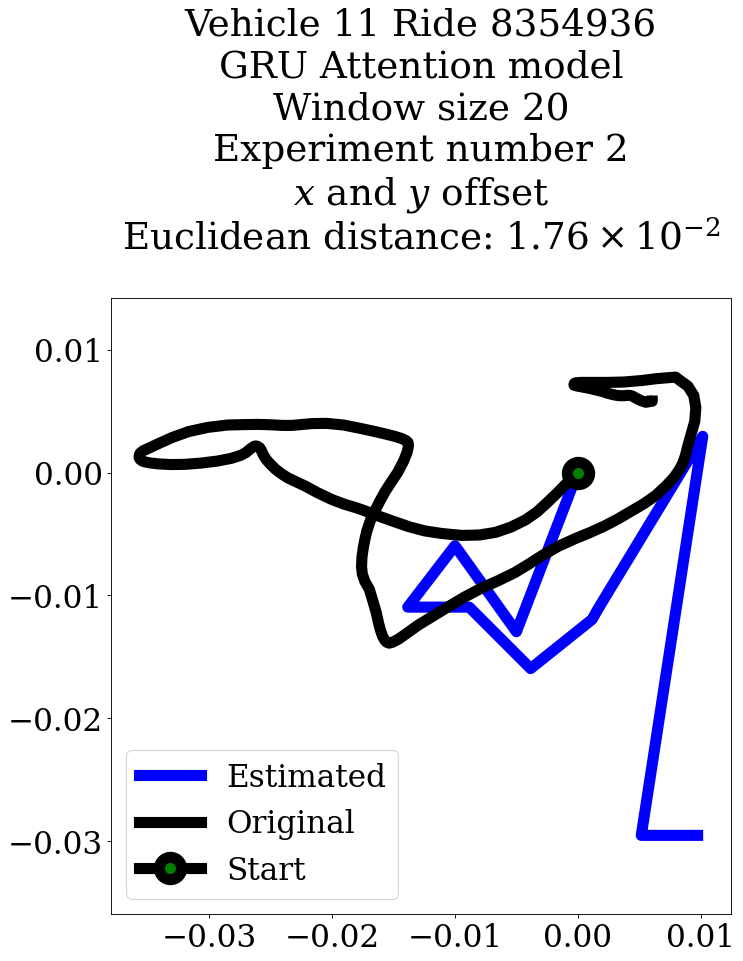 Vehicle 11 Ride 8354936
GRU Attention model
Window size 20
Experiment number 2
x and y offset
Euclidean distance: 1.76 × 10⁻²
0.01
0.00
−0.01
−0.02
−0.03
Estimated
Original
Start
−0.03 −0.02 −0.01 0.00 0.01